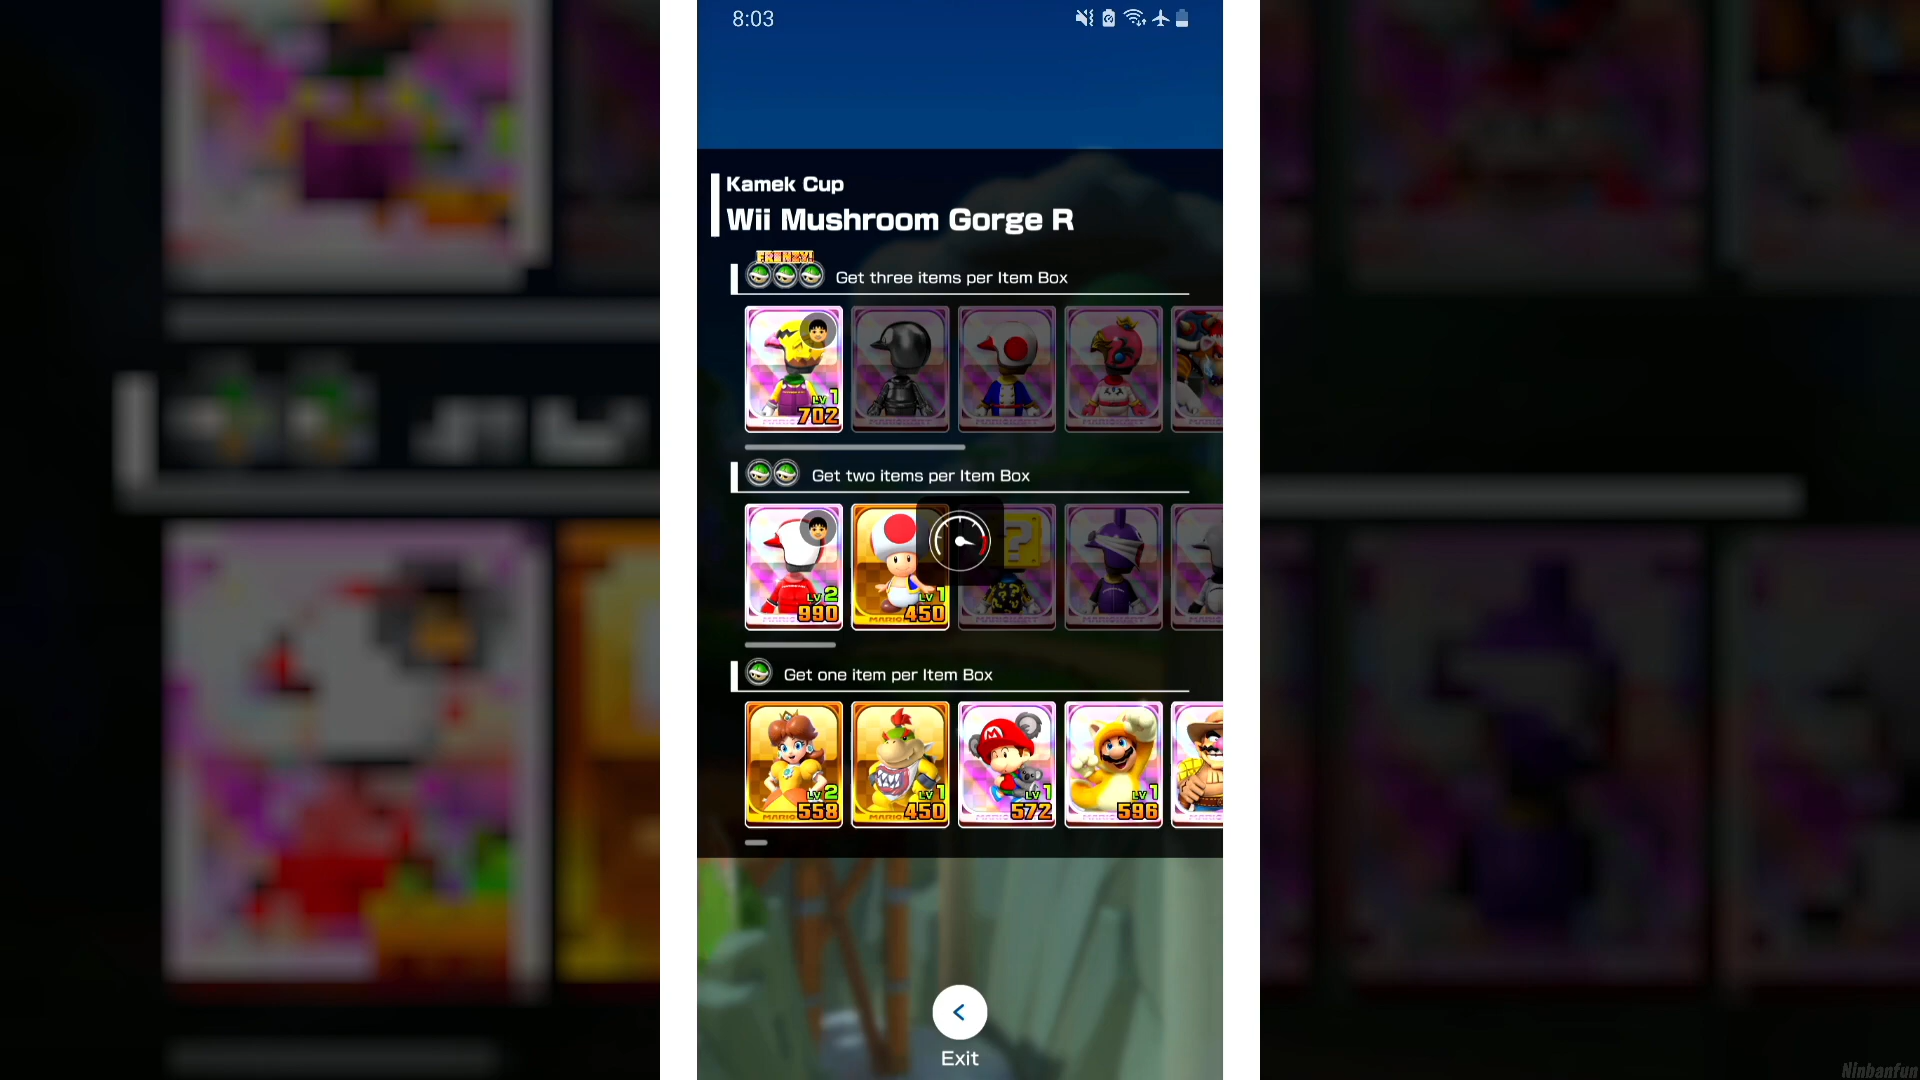 8:03
Kamek Cup
Wii Mushroom Gorge R
FRENZY!
Get three items per Item Box
LV 1
702
Get two items per Item Box
LV 2
990
LV 1
450
Get one item per Item Box
LV 2
558
LV 1
450
LV 1
572
LV 1
596
Exit
Ninbanfun